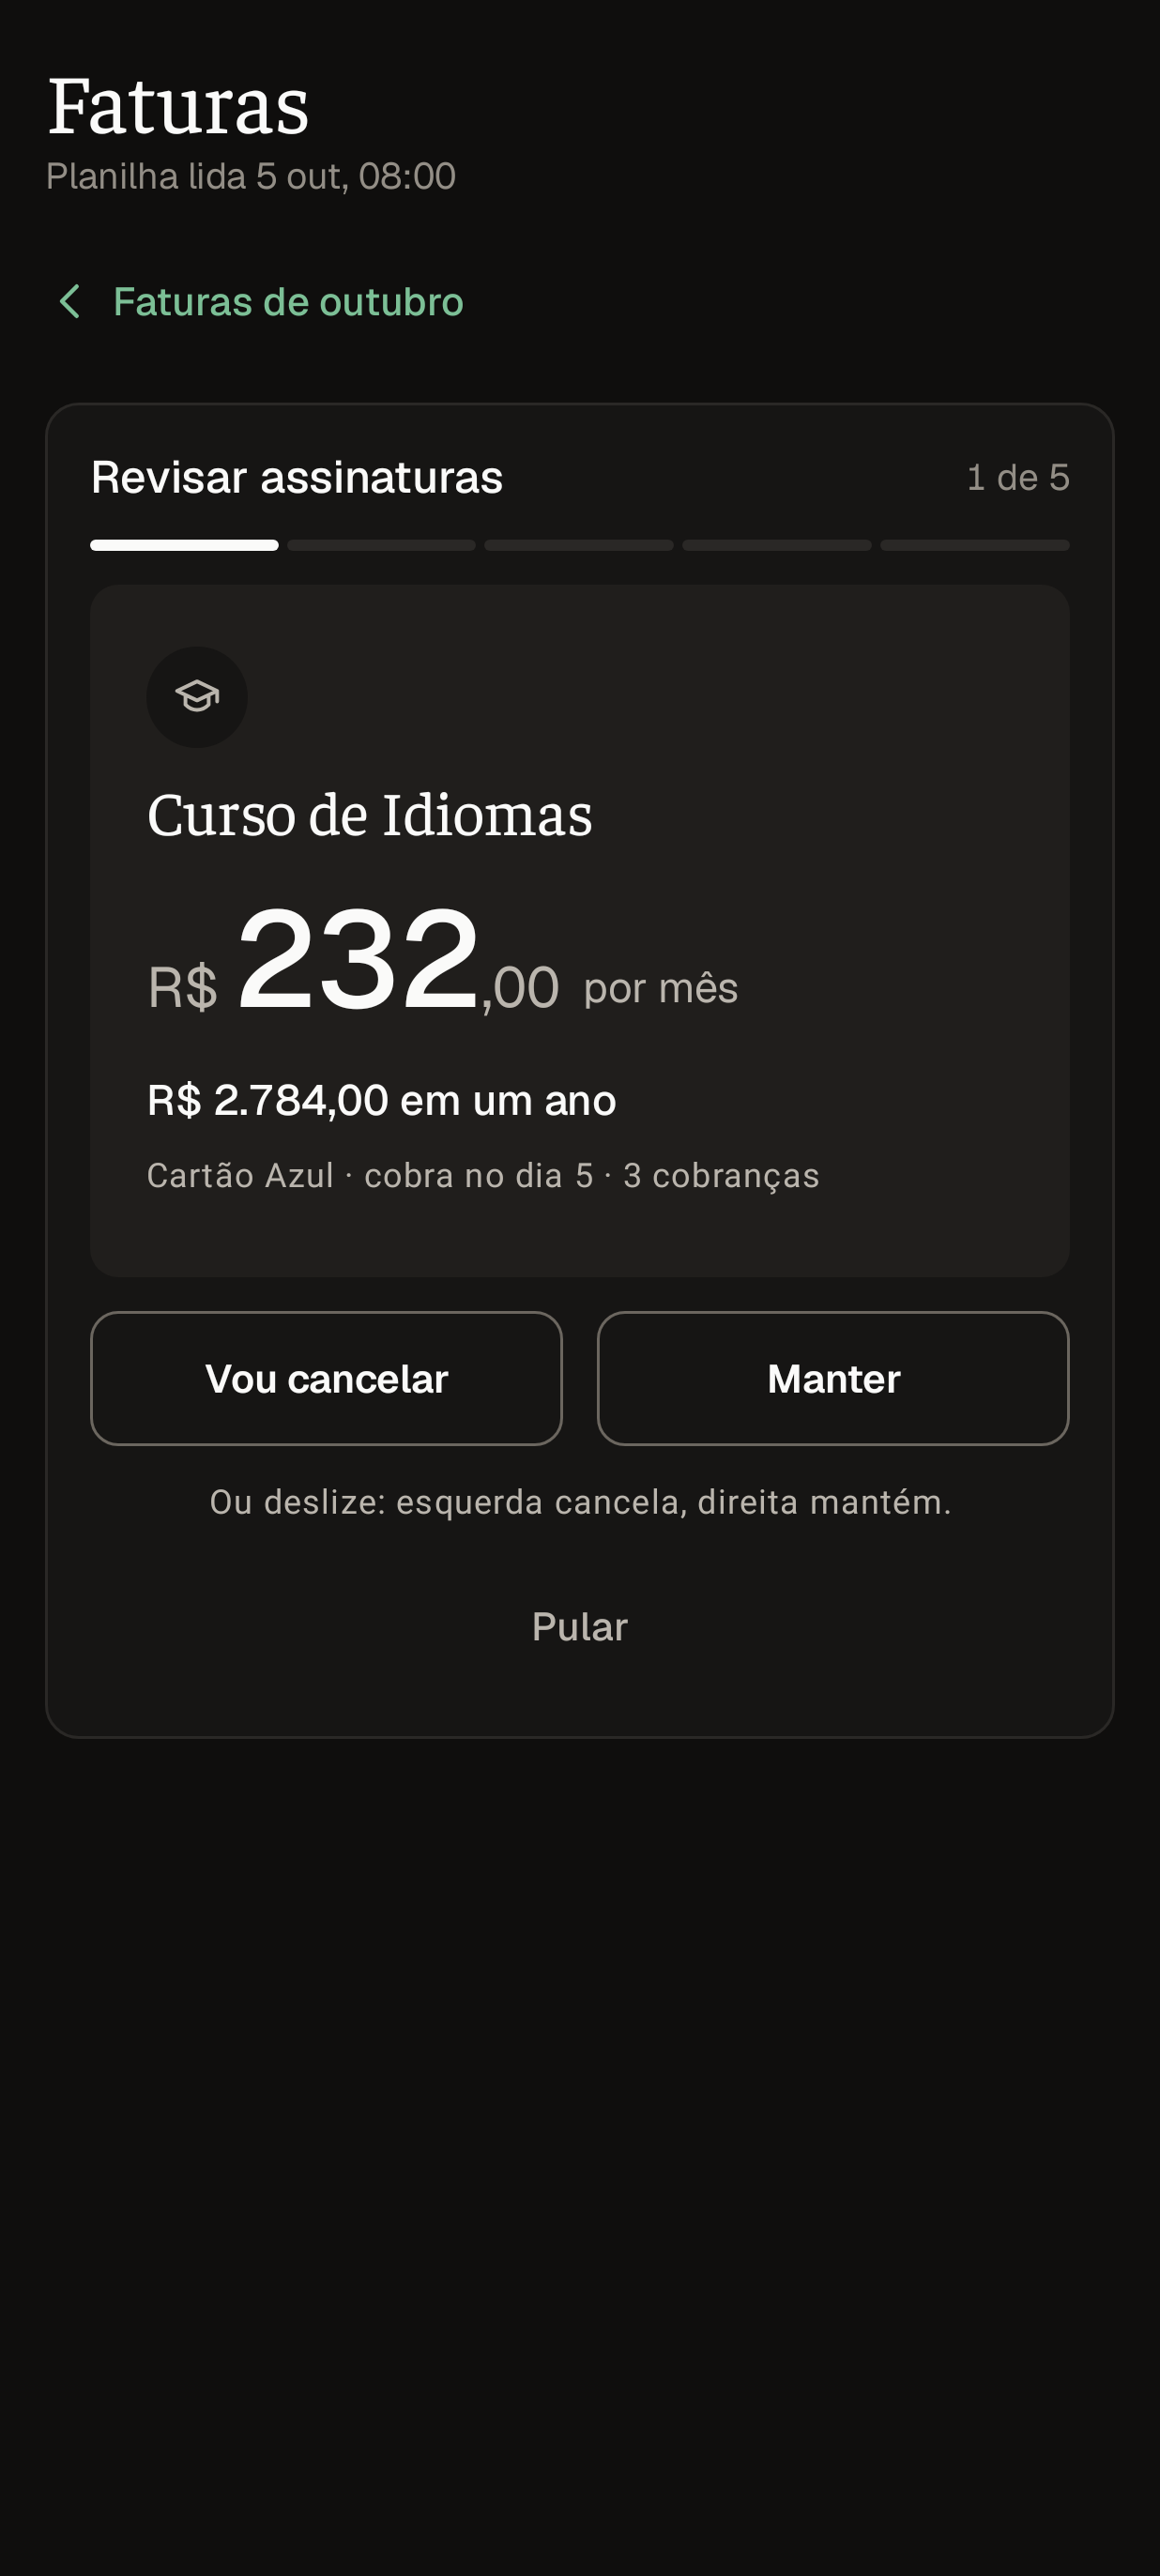 Faturas
Planilha lida 5 out, 08:00
Faturas de outubro
Revisar assinaturas
1 de 5
Curso de Idiomas
R$ 232,00 por mês
R$ 2.784,00 em um ano
Cartão Azul · cobra no dia 5 · 3 cobranças
Vou cancelar
Manter
Ou deslize: esquerda cancela, direita mantém.
Pular